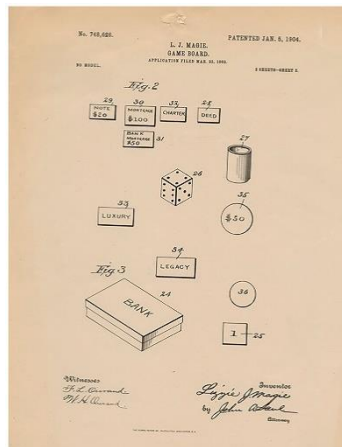 No. 748,626.
PATENTED JAN. 5, 1904.
L. J. MAGIE.
GAME BOARD.
APPLICATION FILED MAR. 23, 1903.
NO MODEL.
2 SHEETS—SHEET 2.
Fig. 2
29
30
33
28
NOTE
$20
MORTGAGE
$100
CHARTER
DEED
BANK
MORTGAGE
$50
31
27
26
33
LUXURY
35
$50
34
LEGACY
Fig. 3
24
BANK
36
1
25
Witnesses
Inventor
Lizzie J Magie
by John
Attorney